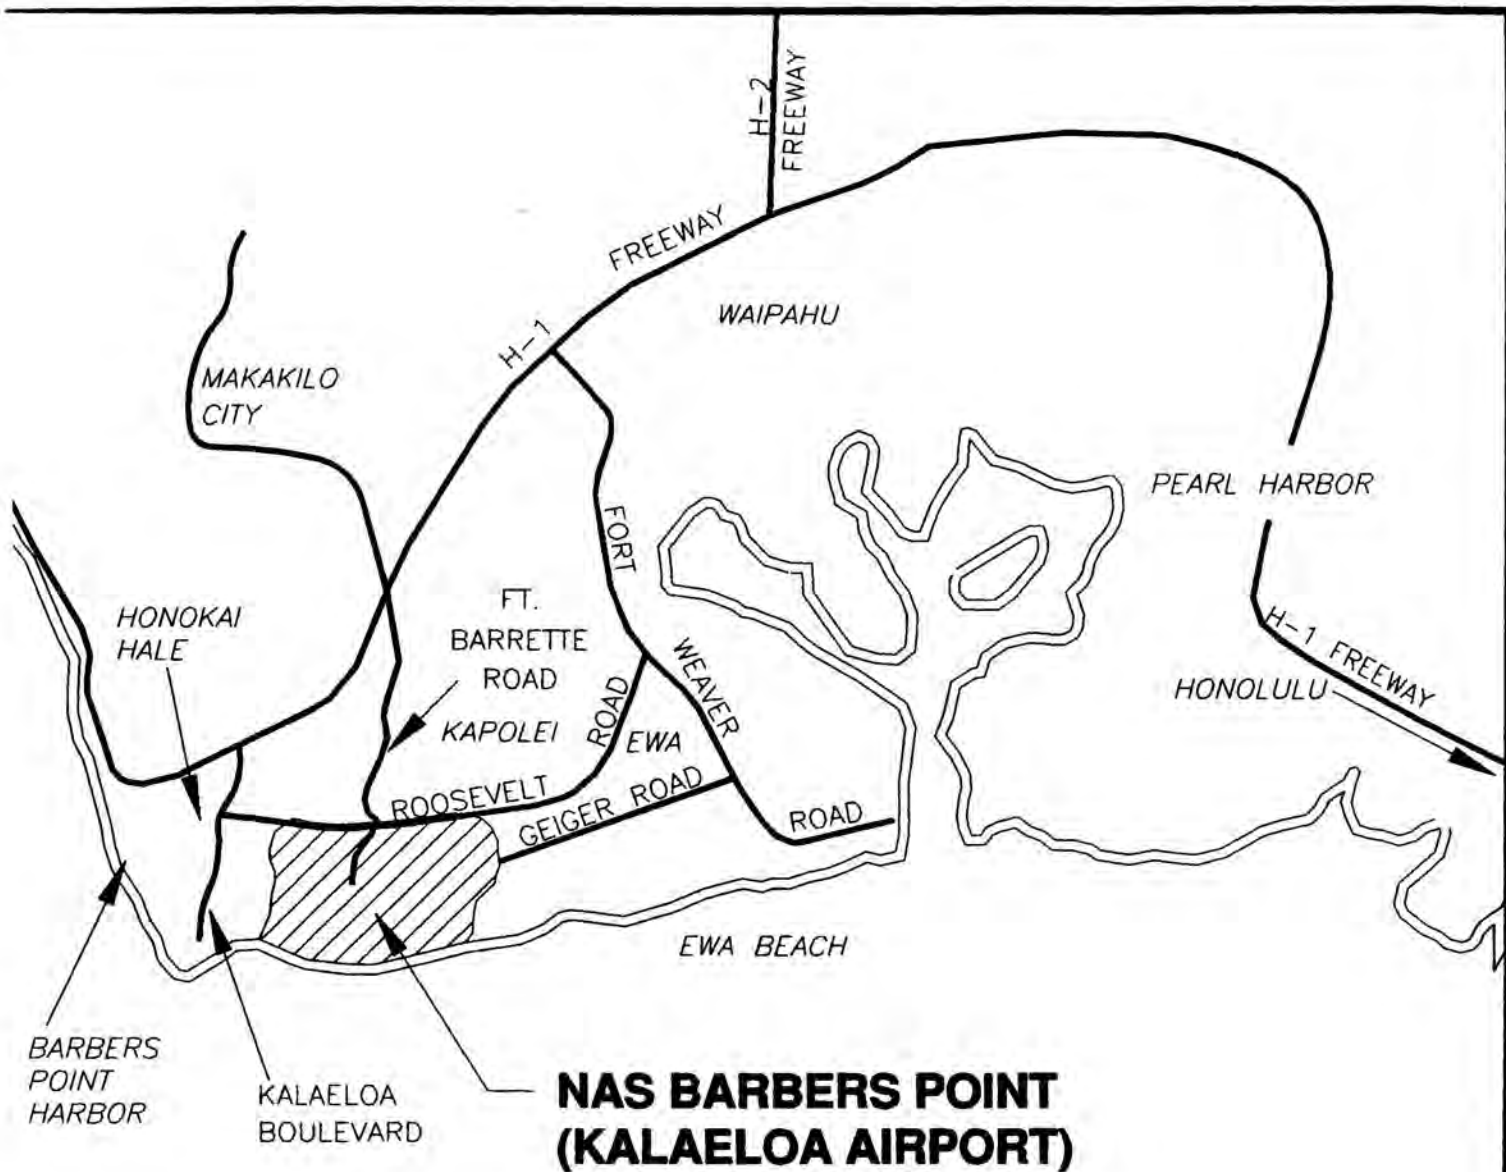 H-2
FREEWAY
H-1
FREEWAY
WAIPAHU
MAKAKILO
CITY
PEARL HARBOR
FORT
WEAVER
ROAD
HONOKAI
HALE
FT.
BARRETTE
ROAD
H-1 FREEWAY
HONOLULU
KAPOLEI
ROOSEVELT
ROAD
EWA
GEIGER ROAD
EWA BEACH
BARBERS
POINT
HARBOR
KALAELOA
BOULEVARD
NAS BARBERS POINT
(KALAELOA AIRPORT)